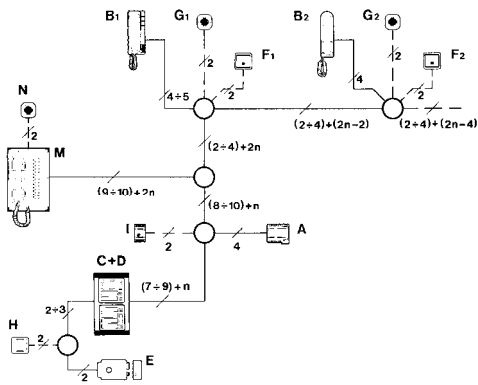 B1
G1
B2
G2
F1
F2
2
2
4÷5
2
4
2
N
2
(2÷4)+(2n-2)
(2÷4)+(2n-4)
M
(2÷4)+2n
(9÷10)+2n
(8÷10)+n
I
2
4
A
C+D
(7÷9)+n
2÷3
H
2
2
E